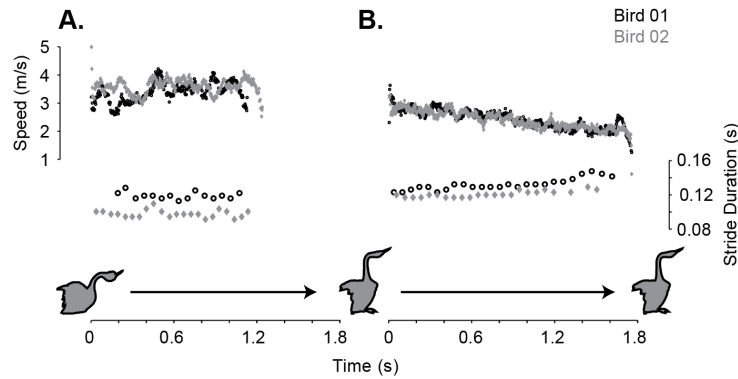 A.
B.
Bird 01
Bird 02
Speed (m/s)
5
4
3
2
1
0.16
0.12
0.08
Stride Duration (s)
0 0.6 1.2 1.8
0 0.6 1.2 1.8
Time (s)